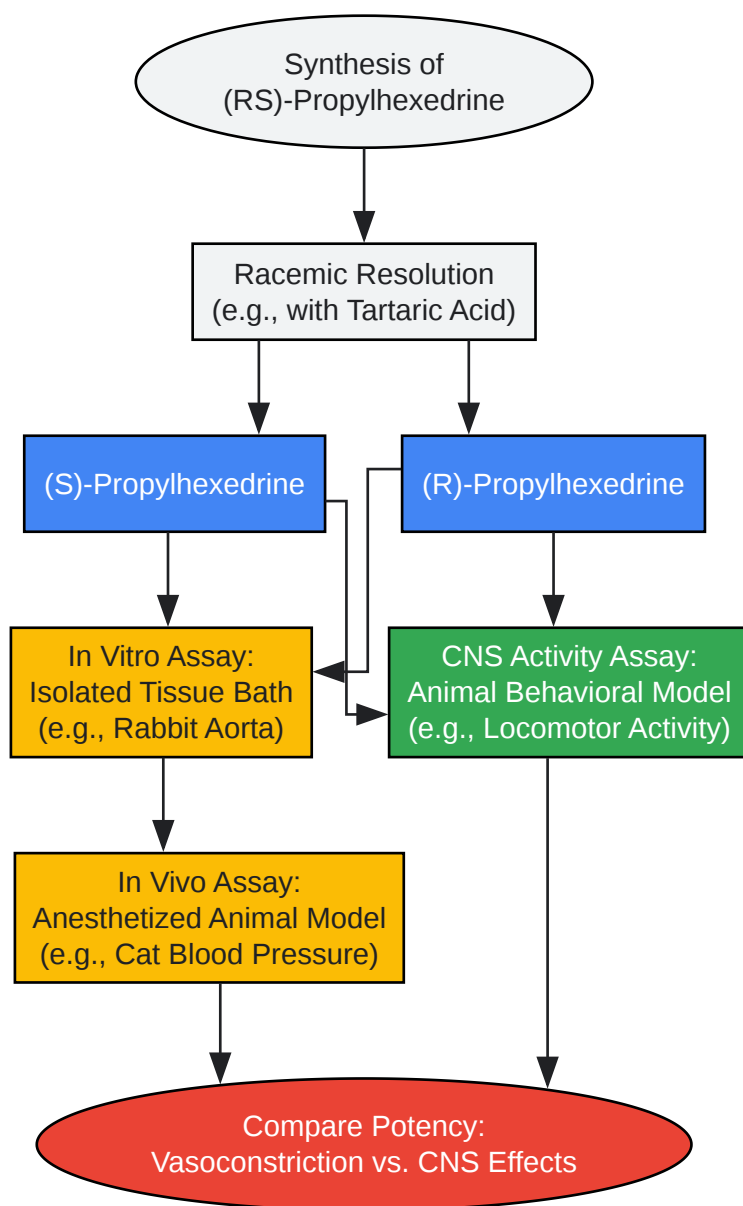 Synthesis of
(RS)-Propylhexedrine
Racemic Resolution
(e.g., with Tartaric Acid)
(S)-Propylhexedrine
(R)-Propylhexedrine
In Vitro Assay:
Isolated Tissue Bath
(e.g., Rabbit Aorta)
CNS Activity Assay:
Animal Behavioral Model
(e.g., Locomotor Activity)
In Vivo Assay:
Anesthetized Animal Model
(e.g., Cat Blood Pressure)
Compare Potency:
Vasoconstriction vs. CNS Effects